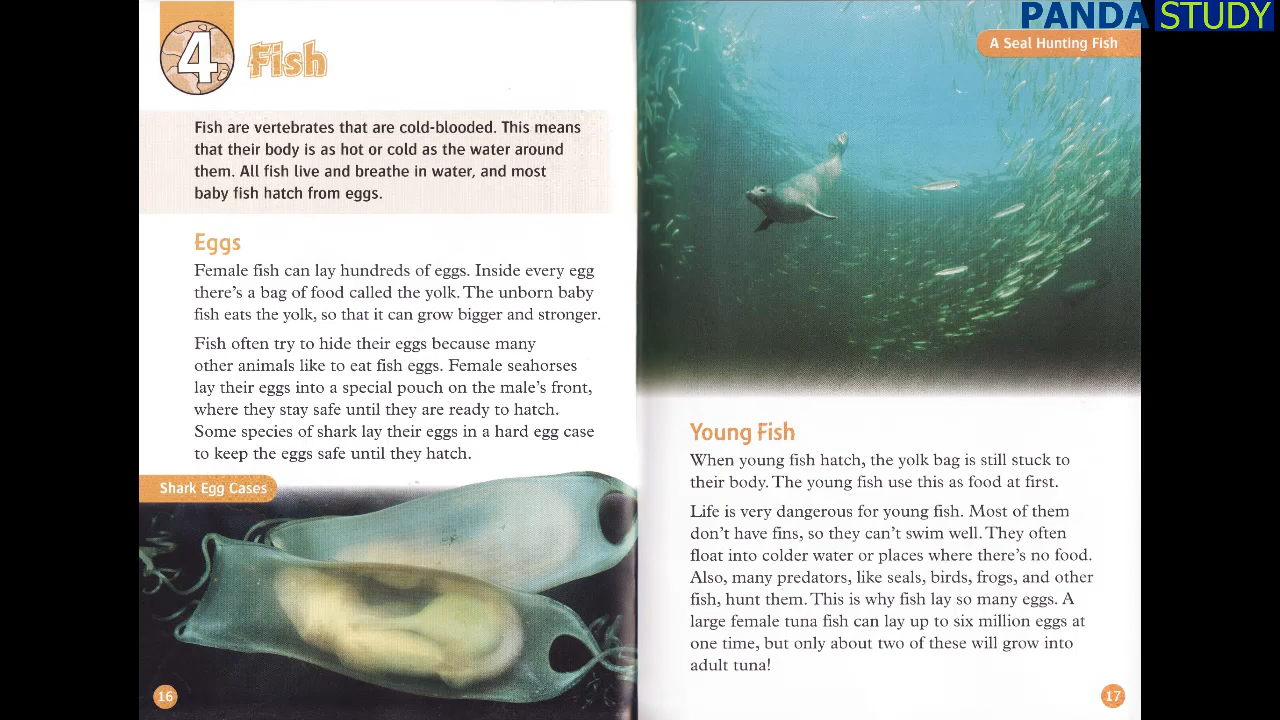 PANDA STUDY
4 Fish
Fish are vertebrates that are cold-blooded. This means
that their body is as hot or cold as the water around
them. All fish live and breathe in water, and most
baby fish hatch from eggs.
Eggs
Female fish can lay hundreds of eggs. Inside every egg
there's a bag of food called the yolk. The unborn baby
fish eats the yolk, so that it can grow bigger and stronger.
Fish often try to hide their eggs because many
other animals like to eat fish eggs. Female seahorses
lay their eggs into a special pouch on the male's front,
where they stay safe until they are ready to hatch.
Some species of shark lay their eggs in a hard egg case
to keep the eggs safe until they hatch.
Shark Egg Cases
16
A Seal Hunting Fish
Young Fish
When young fish hatch, the yolk bag is still stuck to
their body. The young fish use this as food at first.
Life is very dangerous for young fish. Most of them
don't have fins, so they can't swim well. They often
float into colder water or places where there's no food.
Also, many predators, like seals, birds, frogs, and other
fish, hunt them. This is why fish lay so many eggs. A
large female tuna fish can lay up to six million eggs at
one time, but only about two of these will grow into
adult tuna!
17